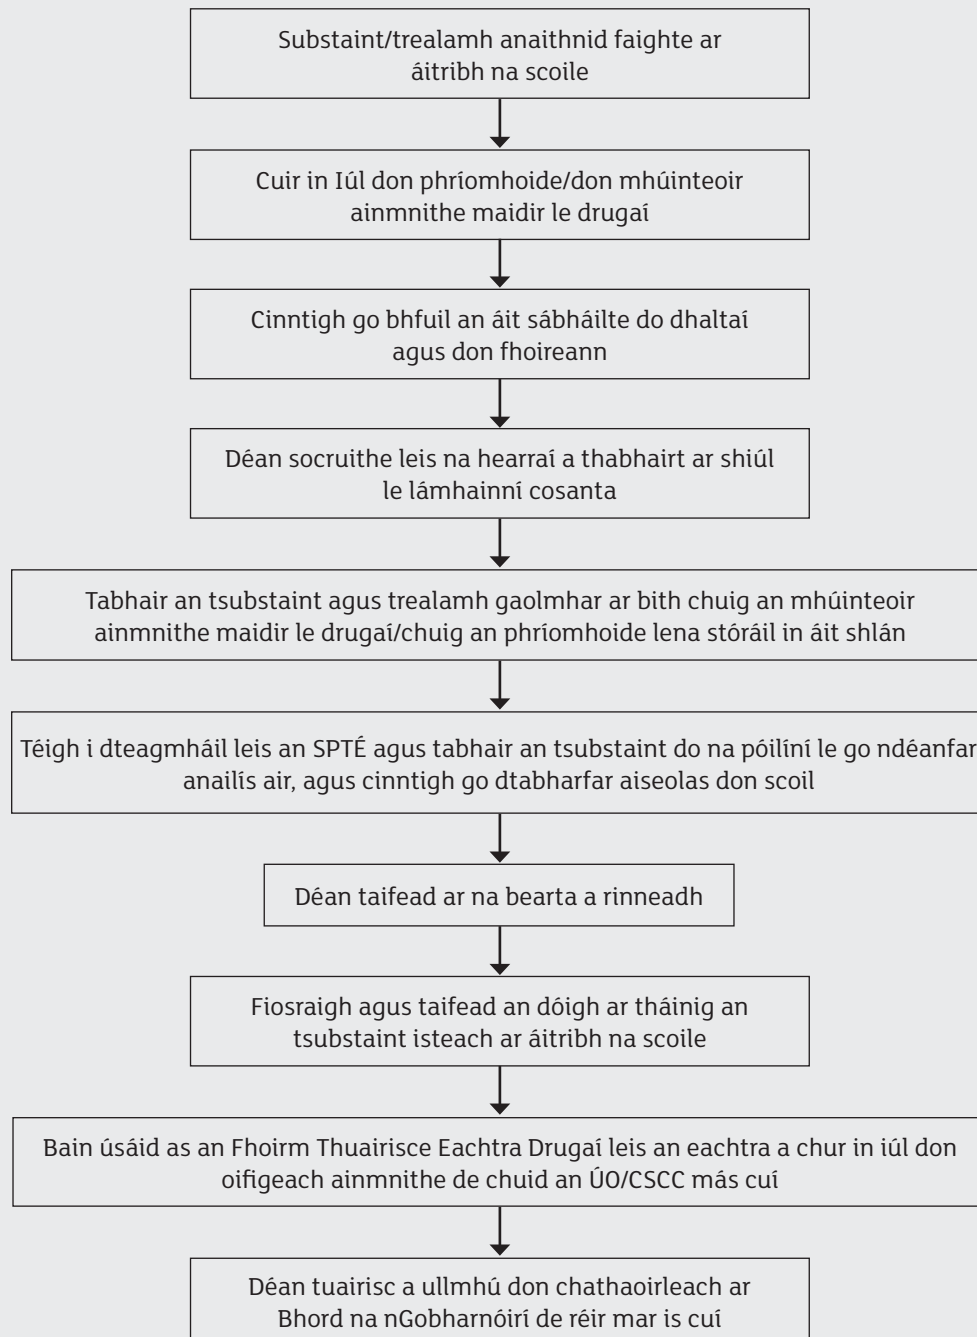 Substaint/trealamh anaithnid faighte ar
áitribh na scoile
Cuir in Iúl don phríomhoide/don mhúinteoir
ainmnithe maidir le drugaí
Cinntigh go bhfuil an áit sábháilte do dhaltaí
agus don fhoireann
Déan socruithe leis na hearraí a thabhairt ar shiúl
le lámhainní cosanta
Tabhair an tsubstaint agus trealamh gaolmhar ar bith chuig an mhúinteoir
ainmnithe maidir le drugaí/chuig an phríomhoide lena stóráil in áit shlán
Téigh i dteagmháil leis an SPTÉ agus tabhair an tsubstaint do na póilíní le go ndéanfar
anailís air, agus cinntigh go dtabharfar aiseolas don scoil
Déan taifead ar na bearta a rinneadh
Fiosraigh agus taifead an dóigh ar tháinig an
tsubstaint isteach ar áitribh na scoile
Bain úsáid as an Fhoirm Thuairisce Eachtra Drugaí leis an eachtra a chur in iúl don
oifigeach ainmnithe de chuid an ÚO/CSCC más cuí
Déan tuairisc a ullmhú don chathaoirleach ar
Bhord na nGobharnóirí de réir mar is cuí